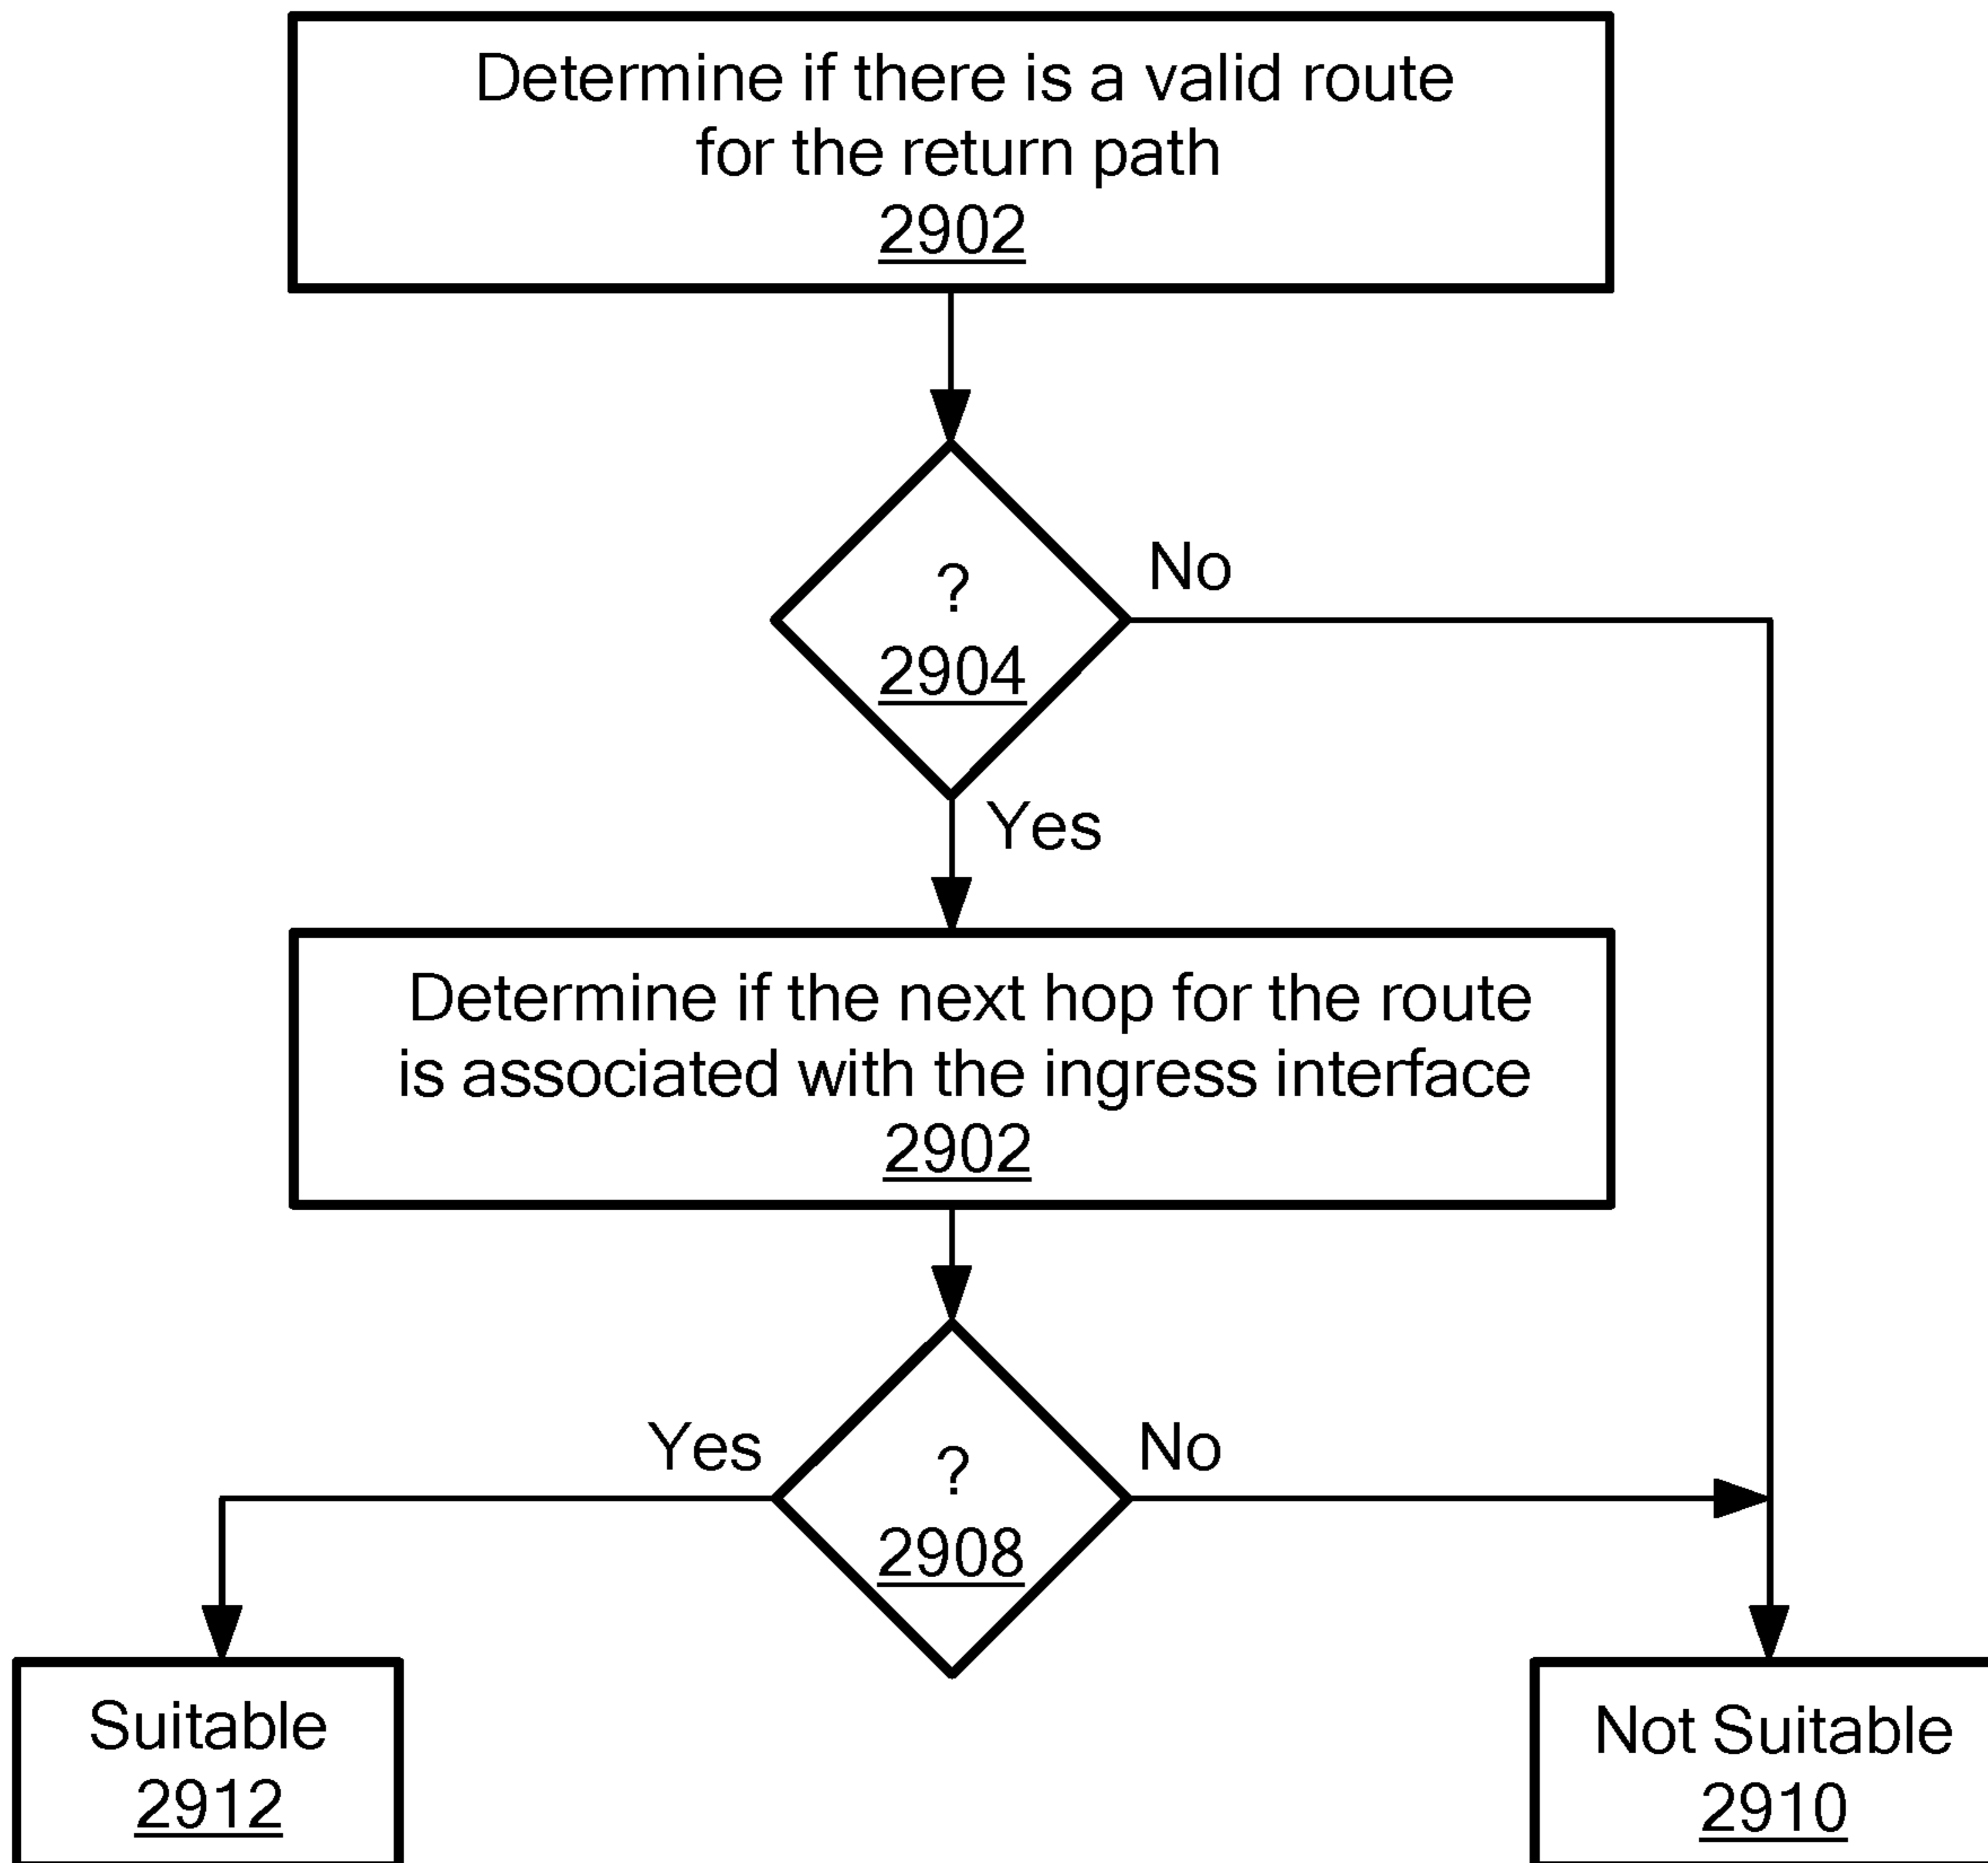 Determine if there is a valid route
for the return path
2902
No
?
2904
Yes
Determine if the next hop for the route
is associated with the ingress interface
2902
Yes
No
?
2908
Suitable
2912
Not Suitable
2910